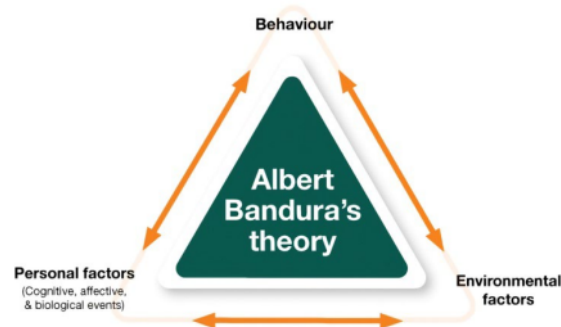 Behaviour
Albert
Bandura's
theory
Personal factors
(Cognitive, affective,
& biological events)
Environmental
factors